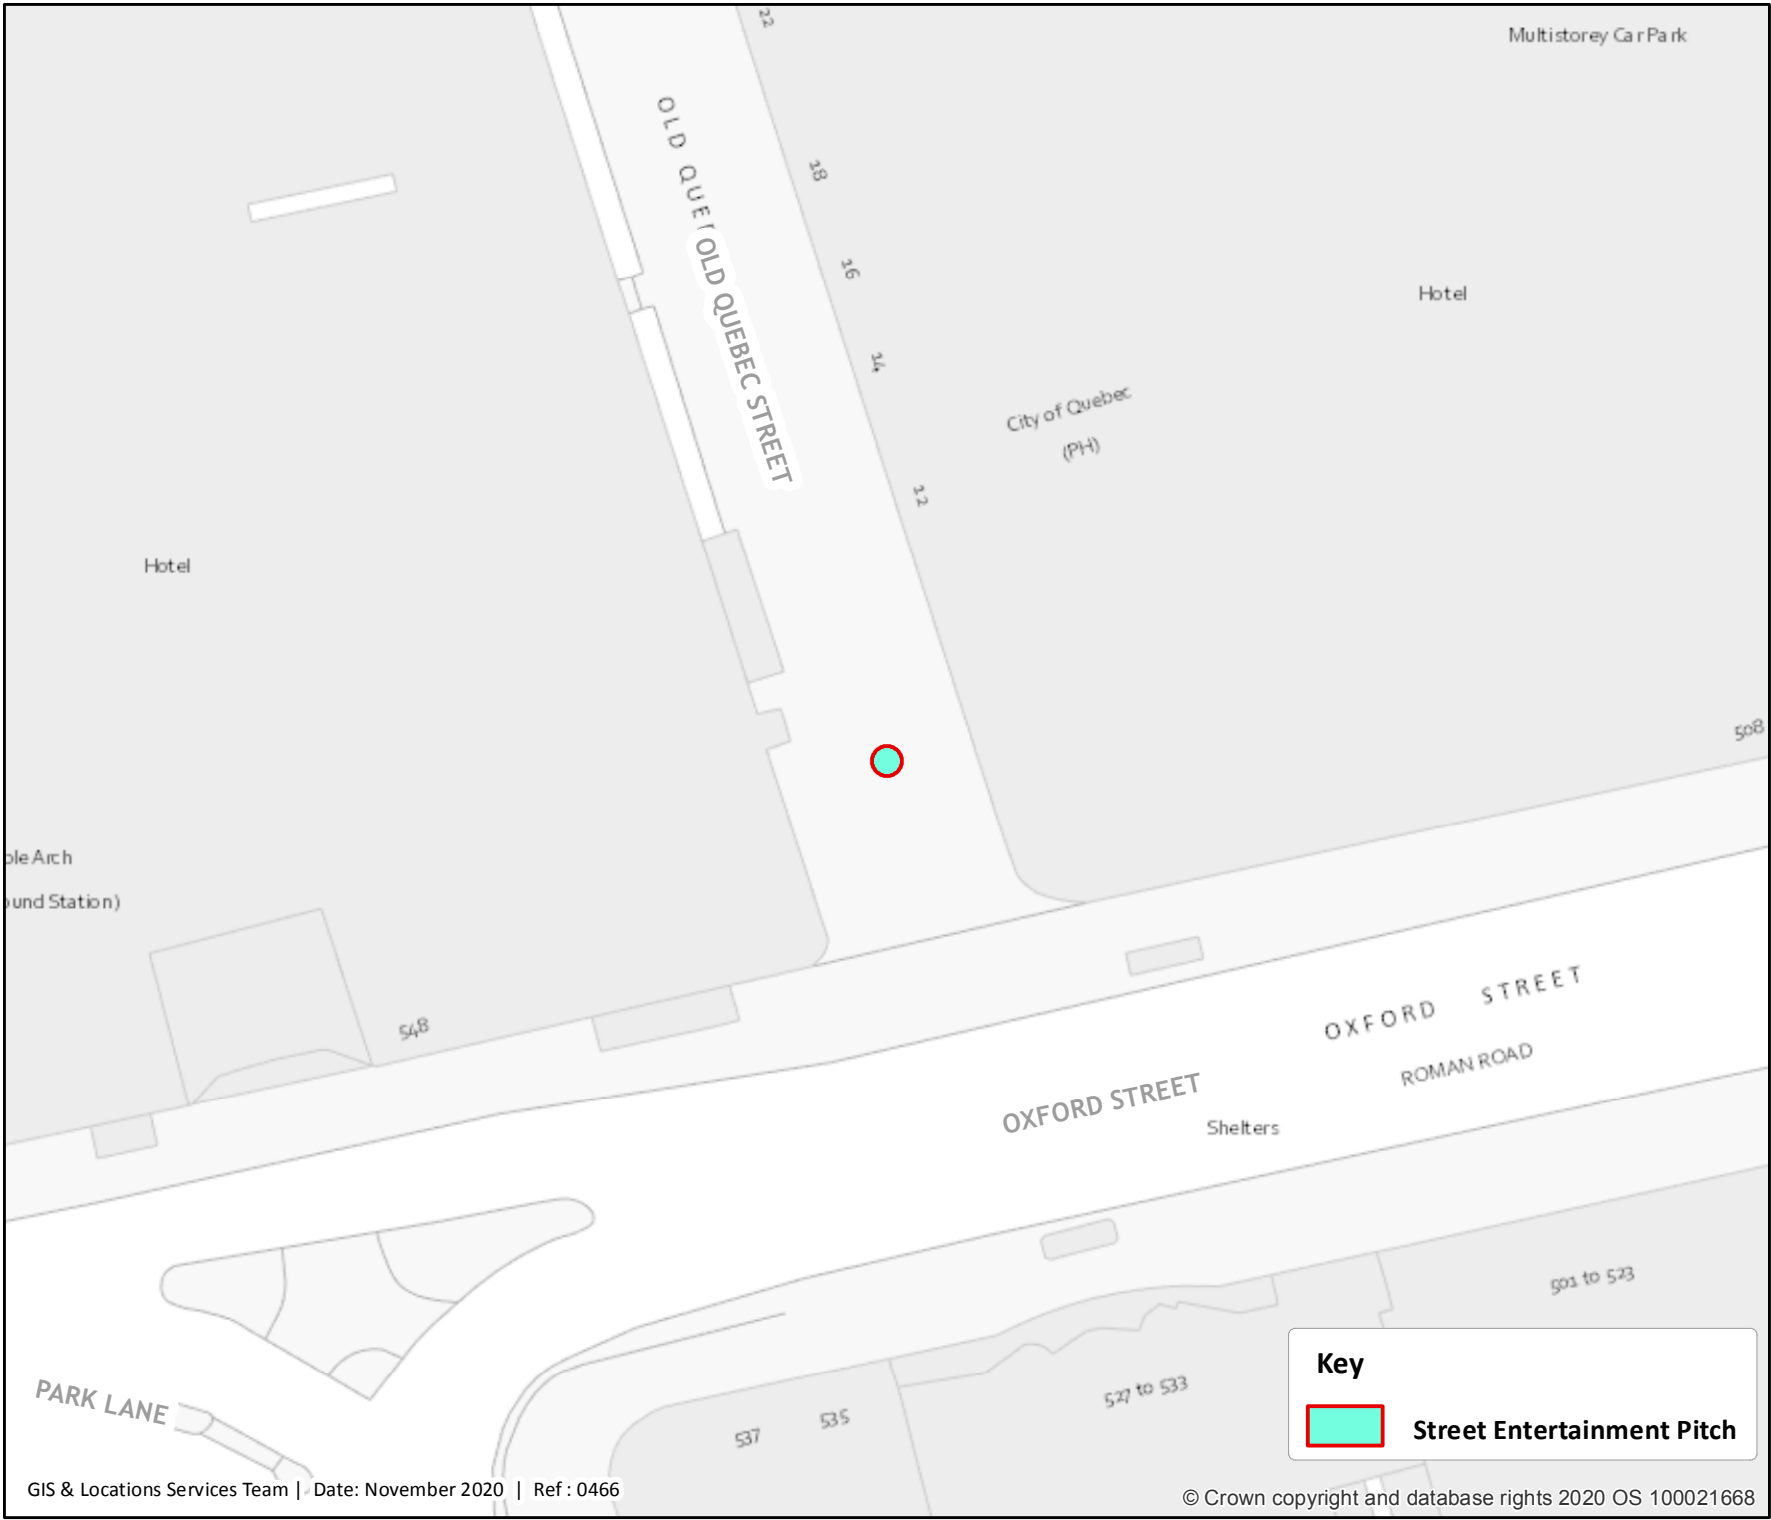 22
Multistorey Car Park
OLD QUE
18
OLD QUEBEC STREET
16
Hotel
14
City of Quebec
(PH)
12
Hotel
508
ole Arch
ound Station)
548
OXFORD STREET
ROMAN ROAD
OXFORD STREET
Shelters
501 to 523
Key
Street Entertainment Pitch
PARK LANE
527 to 533
535
537
GIS & Locations Services Team | Date: November 2020 | Ref : 0466
© Crown copyright and database rights 2020 OS 100021668